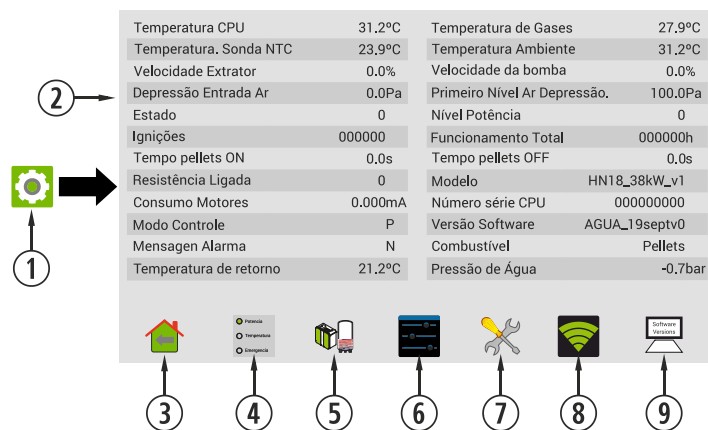 Temperatura CPU 31.2ºC Temperatura de Gases 27.9ºC
Temperatura. Sonda NTC 23.9ºC Temperatura Ambiente 31.2ºC
Velocidade Extrator 0.0% Velocidade da bomba 0.0%
2 Depressão Entrada Ar 0.0Pa Primeiro Nível Ar Depressão. 100.0Pa
Estado 0 Nível Potência 0
Ignições 000000 Funcionamento Total 000000h
Tempo pellets ON 0.0s Tempo pellets OFF 0.0s
Resistência Ligada 0 Modelo HN18_38kW_v1
Consumo Motores 0.000mA Número série CPU 000000000
Modo Controle P Versão Software AGUA_19septv0
1 Mensagen Alarma N Combustível Pellets
Temperatura de retorno 21.2ºC Pressão de Água -0.7bar
Potencia
Temperatura
Emergencia
Software
Versions
3 4 5 6 7 8 9